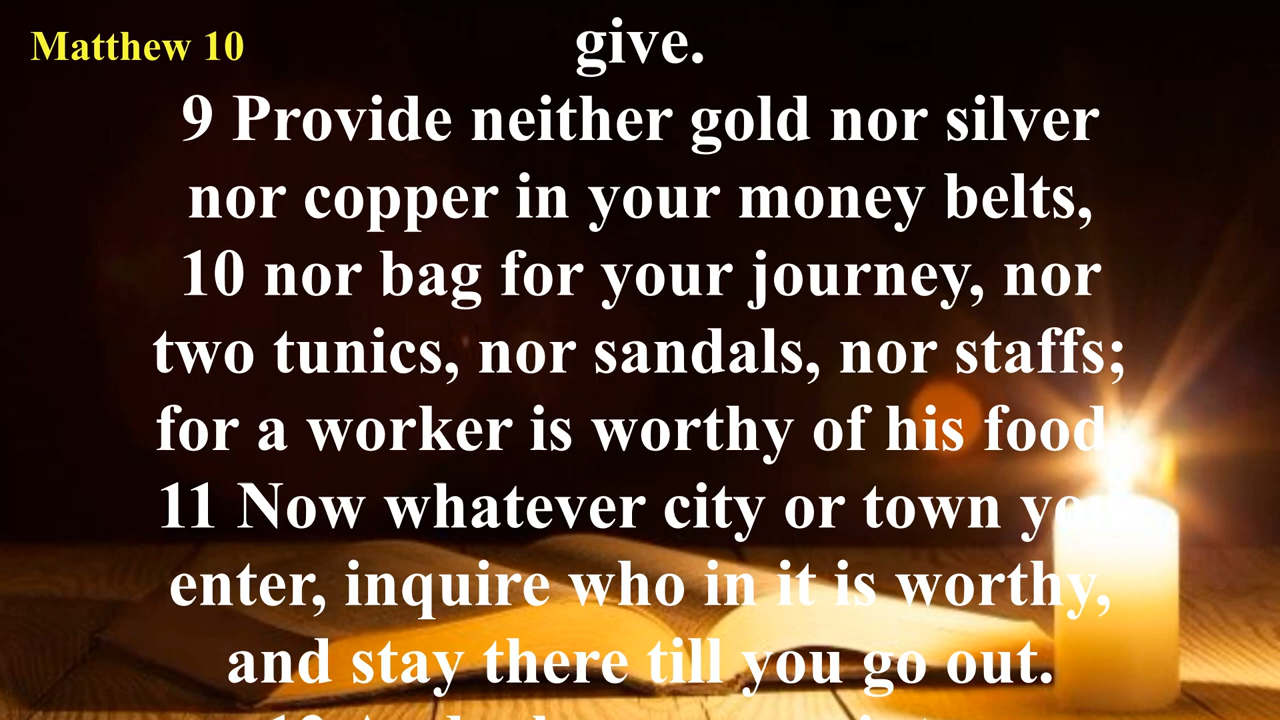 Matthew 10
give.
9 Provide neither gold nor silver
nor copper in your money belts,
10 nor bag for your journey, nor
two tunics, nor sandals, nor staffs;
for a worker is worthy of his food.
11 Now whatever city or town you
enter, inquire who in it is worthy,
and stay there till you go out.